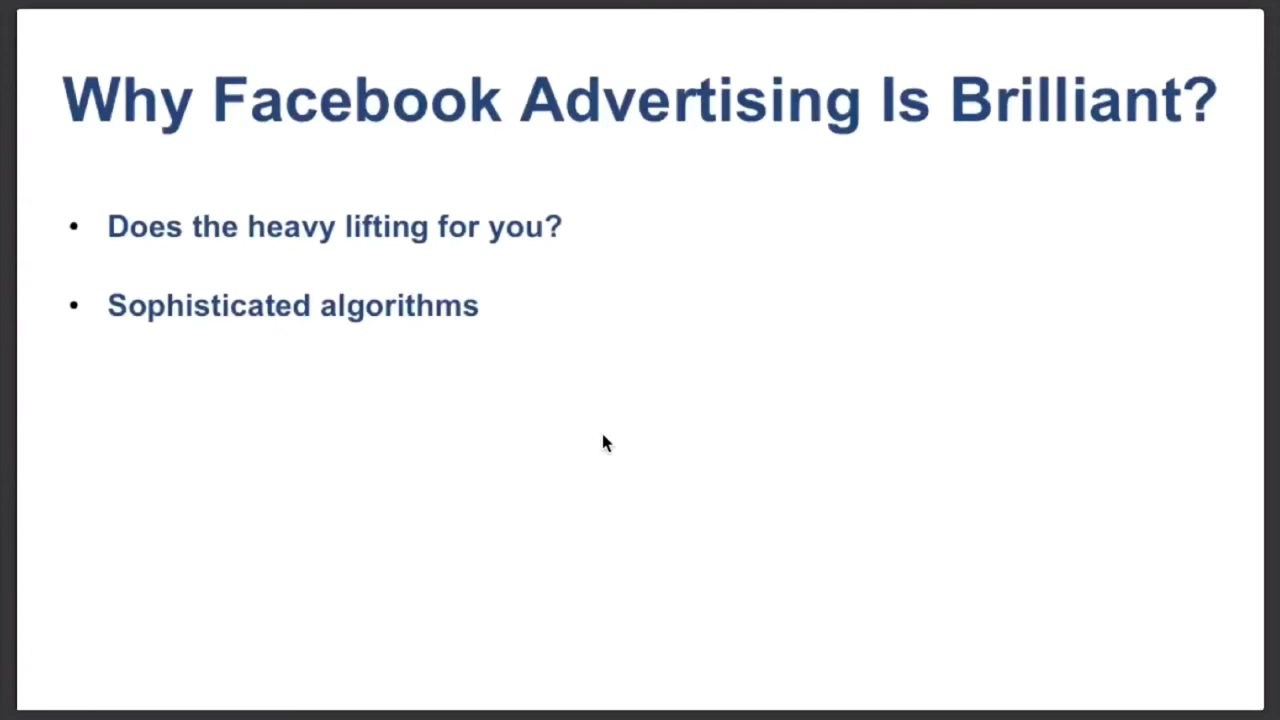 Why Facebook Advertising Is Brilliant?
• Does the heavy lifting for you?
• Sophisticated algorithms